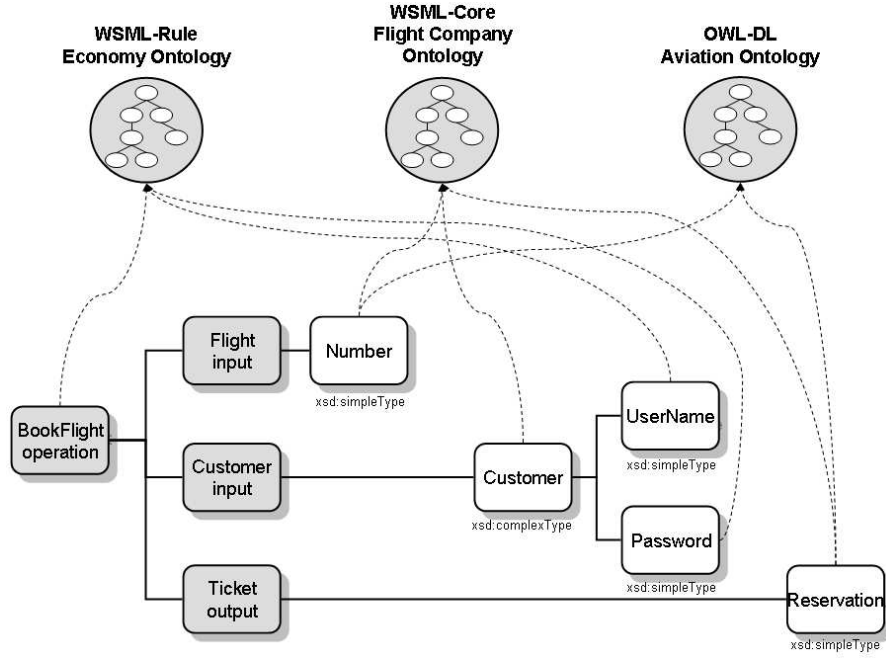 WSML-Rule
Economy Ontology
WSML-Core
Flight Company
Ontology
OWL-DL
Aviation Ontology
Flight
input
Number
xsd:simpleType
BookFlight
operation
UserName
xsd:simpleType
Customer
input
Customer
xsd:complexType
Password
xsd:simpleType
Ticket
output
Reservation
xsd:simpleType